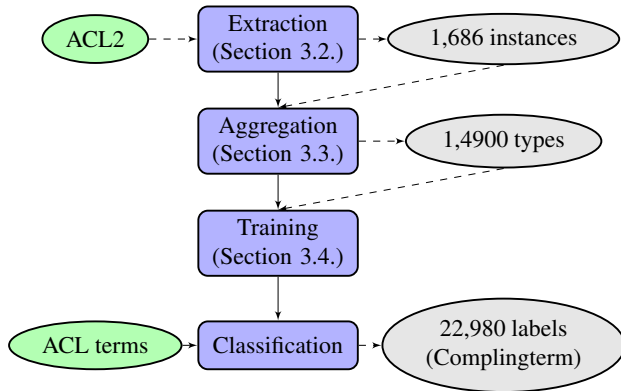 ACL2
Extraction
(Section 3.2.)
1,686 instances
Aggregation
(Section 3.3.)
1,4900 types
Training
(Section 3.4.)
ACL terms
Classification
22,980 labels
(Complingterm)